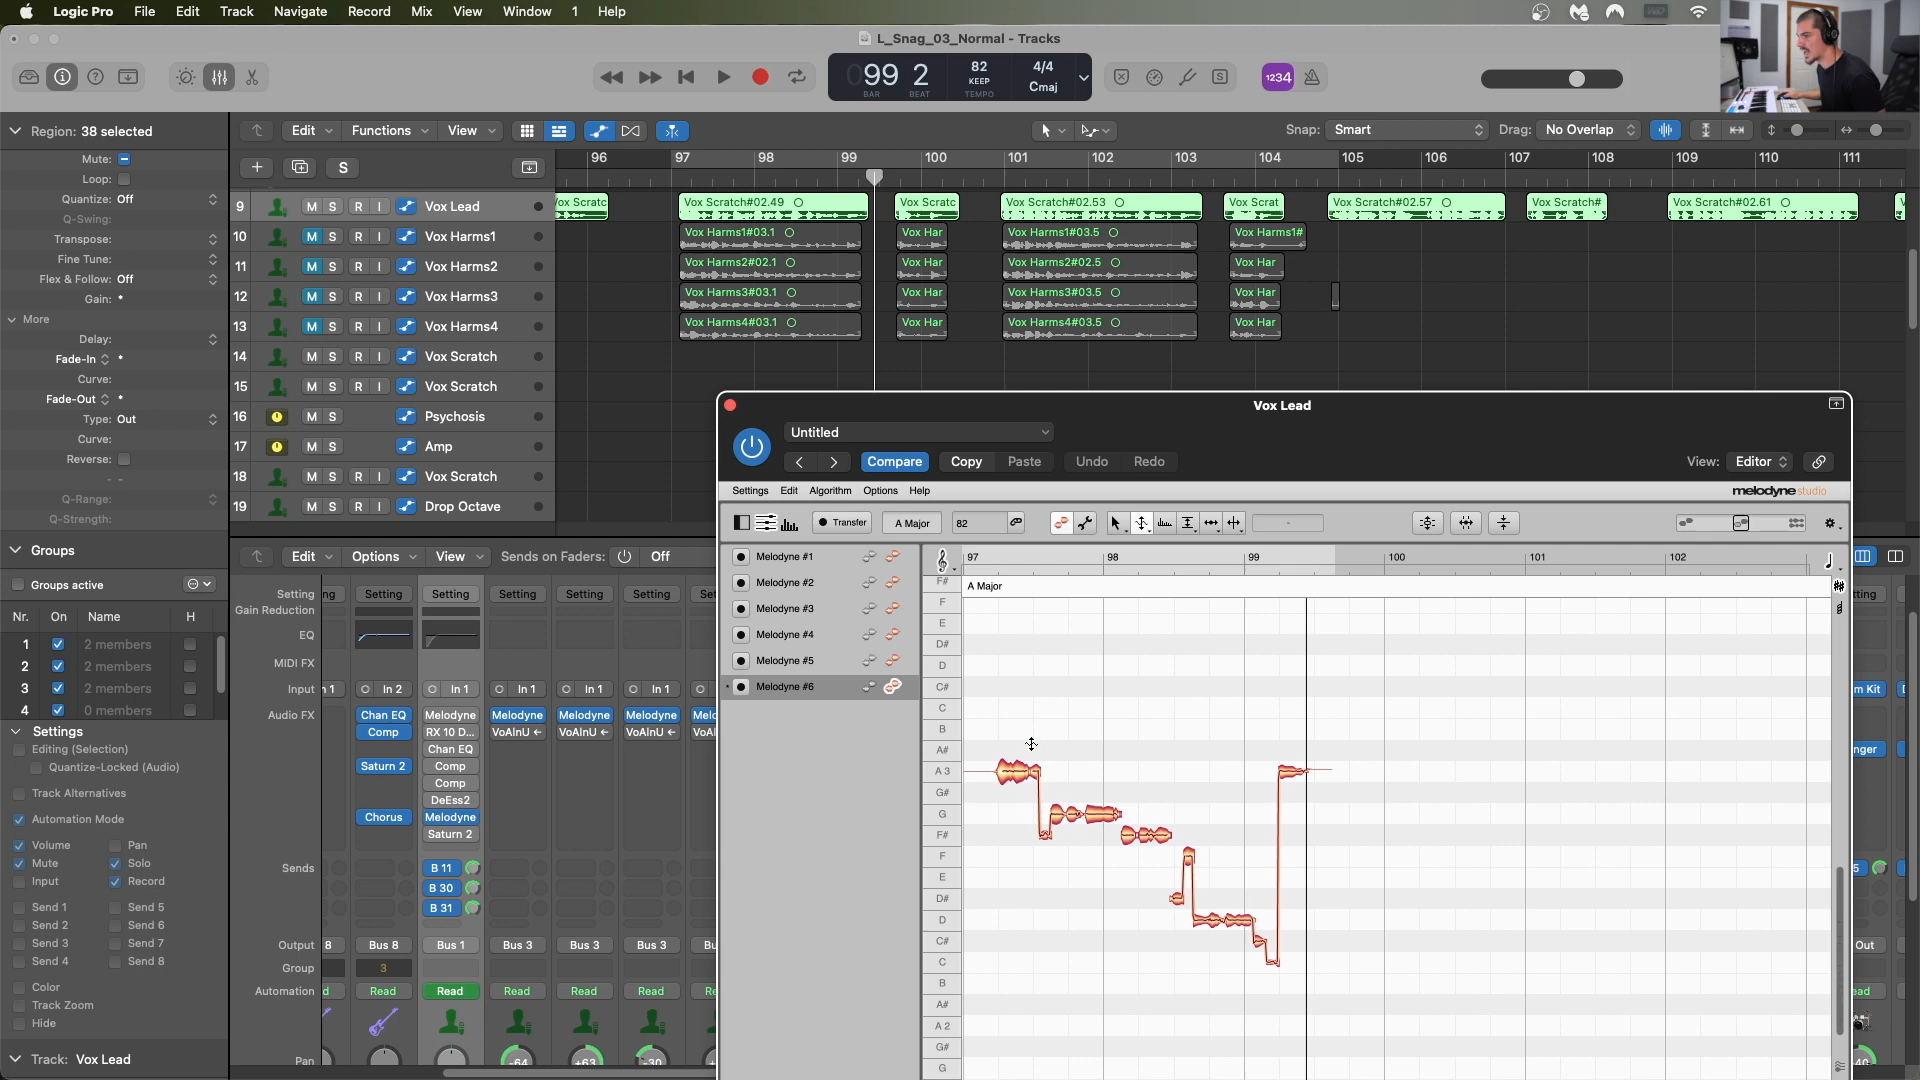 Logic Pro File Edit Track Navigate Record Mix View Window 1 Help
L_Snag_03_Normal - Tracks
099 2 82 4/4
KEEP Cmaj
BAR BEAT TEMPO
1234
Region: 38 selected
Edit Functions View
Snap: Smart Drag: No Overlap
Mute:
Loop:
Quantize: Off
Q-Swing:
Transpose:
Fine Tune:
Flex & Follow: Off
Gain:
More
Delay:
Fade-In
Curve:
Fade-Out
Type: Out
Curve:
Reverse:
Q-Range:
Q-Strength:
S
96 97 98 99 100 101 102 103 104 105 106 107 108 109 110 111
9 M S R I Vox Lead
10 M S R I Vox Harms1
11 M S R I Vox Harms2
12 M S R I Vox Harms3
13 M S R I Vox Harms4
14 M S R I Vox Scratch
15 M S R I Vox Scratch
16 M S Psychosis
17 M S Amp
18 M S R I Vox Scratch
19 M S R I Drop Octave
Vox Scratc Vox Scratch#02.49 Vox Scratc Vox Scratch#02.53 Vox Scrat Vox Scratch#02.57 Vox Scratch# Vox Scratch#02.61
Vox Harms1#03.1 Vox Har Vox Harms1#03.5 Vox Harms1#
Vox Harms2#02.1 Vox Har Vox Harms2#02.5 Vox Har
Vox Harms3#03.1 Vox Har Vox Harms3#03.5 Vox Har
Vox Harms4#03.1 Vox Har Vox Harms4#03.5 Vox Har
Groups
Groups active
Nr. On Name H
1 2 members
2 2 members
3 2 members
4 0 members
Settings
Editing (Selection)
Quantize-Locked (Audio)
Track Alternatives
Automation Mode
Volume Pan
Mute Solo
Input Record
Send 1 Send 5
Send 2 Send 6
Send 3 Send 7
Send 4 Send 8
Color
Track Zoom
Hide
Track: Vox Lead
Edit Options View Sends on Faders: Off
Setting ng Setting Setting Setting Setting Setting Set
Gain Reduction
EQ
MIDI FX
Input n 1 In 2 In 1 In 1 In 1 In 1
Audio FX Chan EQ Melodyne Melodyne Melodyne Melodyne Melo
Comp RX 10 D... VoAlnU VoAlnU VoAlnU VoAl
Chan EQ
Saturn 2 Comp
Comp
DeEss2
Chorus Melodyne
Saturn 2
Sends B 11
B 30
B 31
Output 8 Bus 8 Bus 1 Bus 3 Bus 3 Bus 3 Bu
Group 3
Automation d Read Read Read Read Read Re
Pan -64 +63 -30
Vox Lead
Untitled
Compare Copy Paste Undo Redo
View: Editor
Settings Edit Algorithm Options Help
melodyne studio
Transfer A Major 82 -
Melodyne #1
Melodyne #2
Melodyne #3
Melodyne #4
Melodyne #5
Melodyne #6
97 98 99 100 101 102
A Major
F#
F
E
D#
D
C#
C
B
A#
A 3
G#
G
F#
F
E
D#
D
C#
C
B
A#
A 2
G#
G
tting
m Kit
nger
5
Out
ead
40